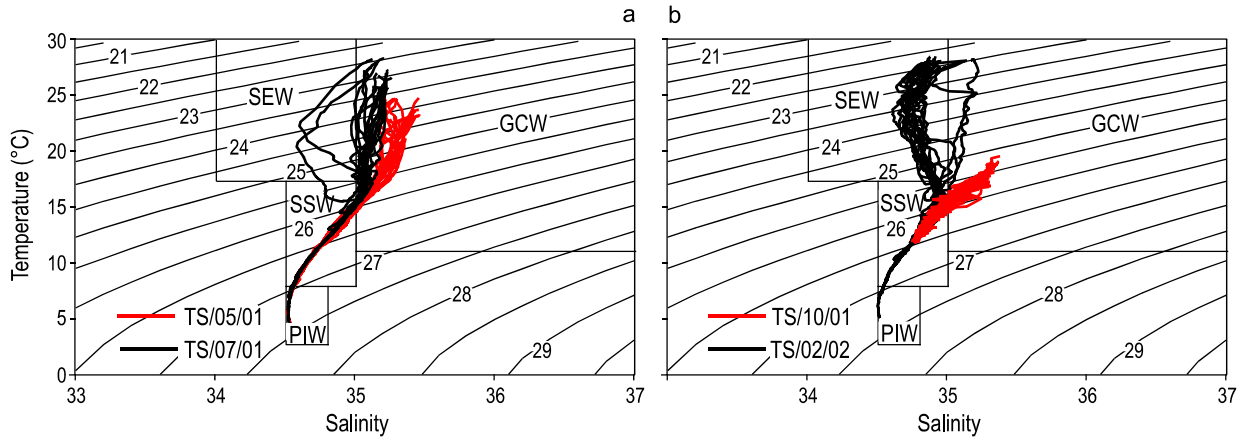 a
b
30
25
20
15
10
5
0
Temperature (°C)
21
22
23
24
25
26
27
28
29
SEW
GCW
SSW
PIW
TS/05/01
TS/07/01
33
34
35
36
37
Salinity
21
22
23
24
25
26
27
28
29
SEW
GCW
SSW
PIW
TS/10/01
TS/02/02
34
35
36
37
Salinity